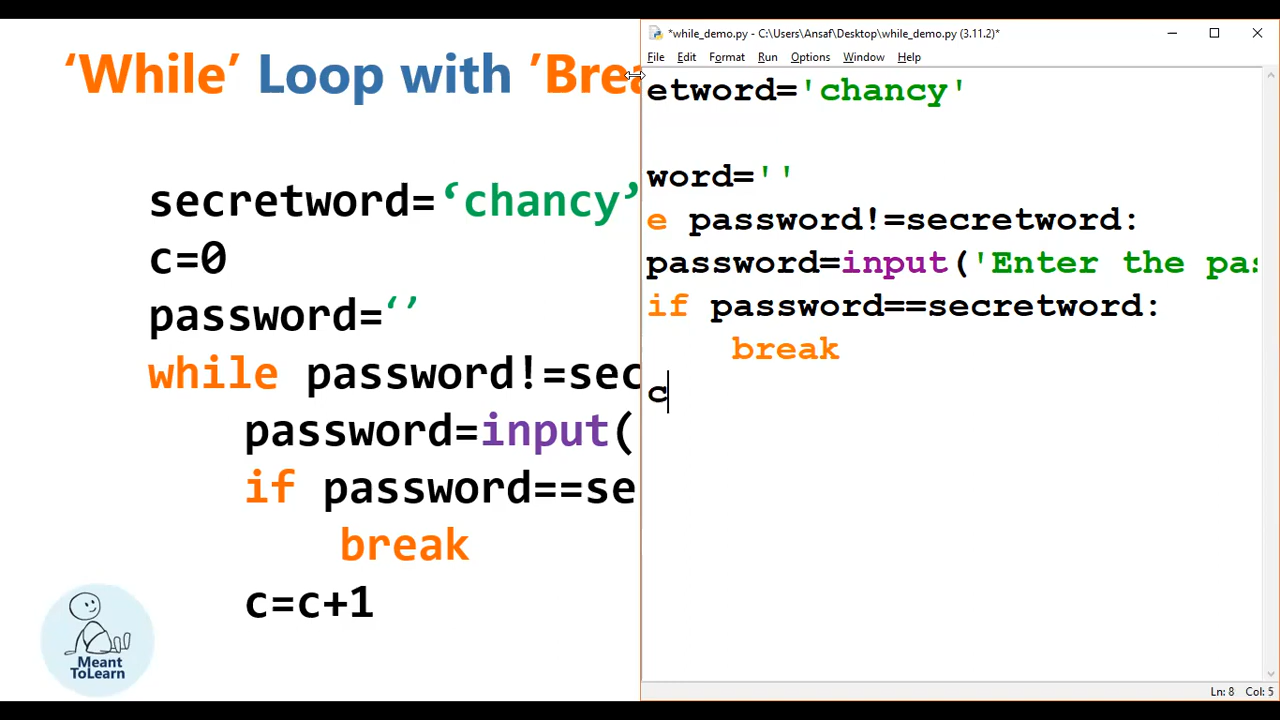 ‘While’ Loop with ’Brea
secretword=‘chancy’
c=0
password=‘’
while password!=sec
password=input(
if password==se
break
c=c+1
Meant
ToLearn
*while_demo.py - C:\Users\Ansaf\Desktop\while_demo.py (3.11.2)*
File Edit Format Run Options Window Help
etword='chancy'
word=''
e password!=secretword:
password=input('Enter the pas
if password==secretword:
break
c
Ln: 8 Col: 5